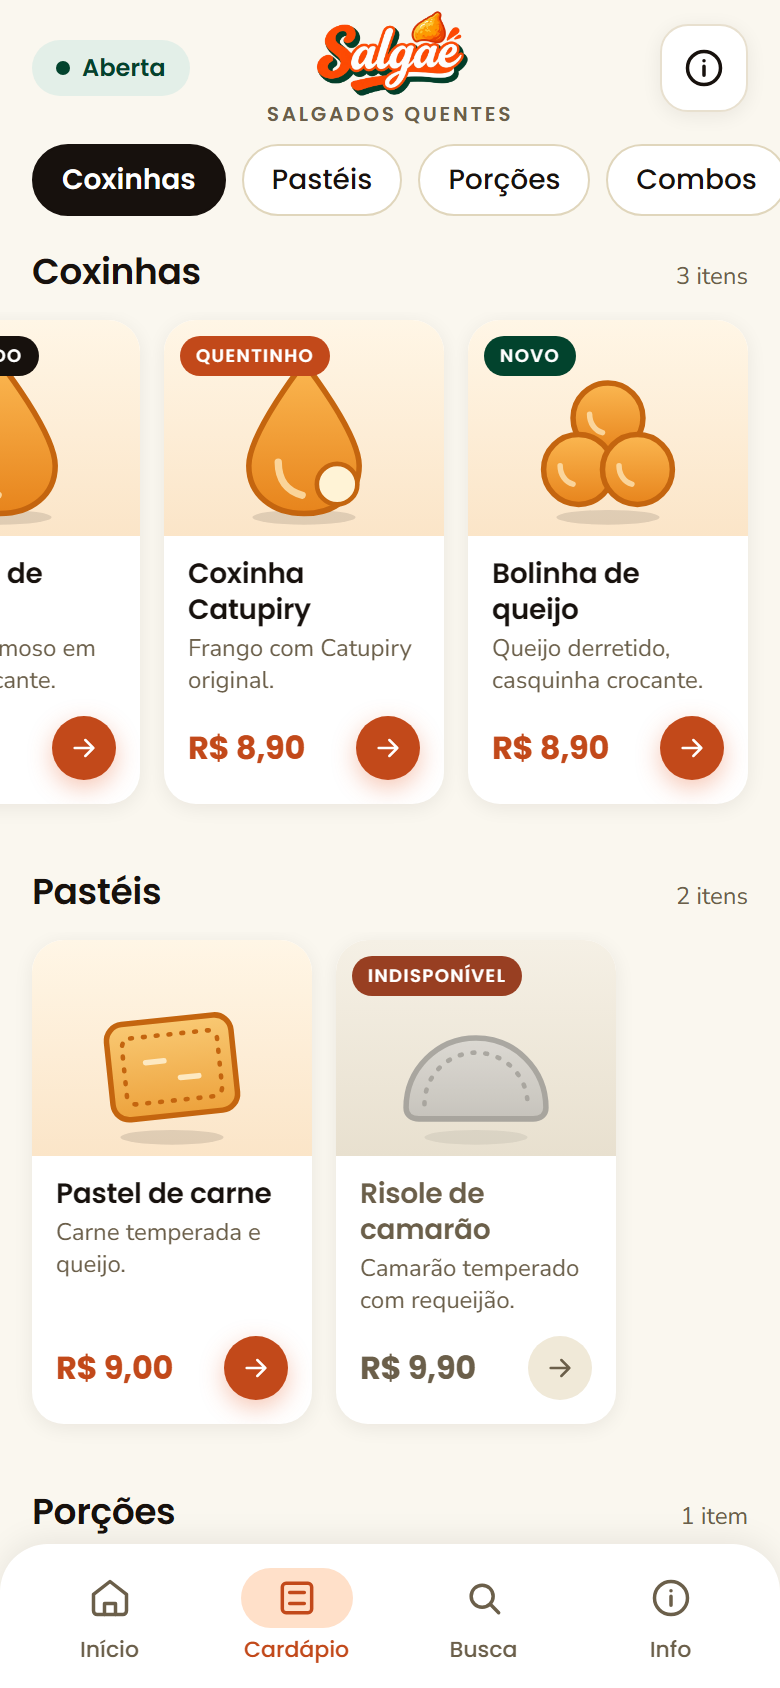 Aberta
Salgaê
SALGADOS QUENTES
Coxinhas
Pastéis
Porções
Combos
Coxinhas
3 itens
QUENTINHO
NOVO
de
Coxinha
Catupiry
Bolinha de
queijo
em
Frango com Catupiry
original.
Queijo derretido,
casquinha crocante.
R$ 8,90
R$ 8,90
Pastéis
2 itens
INDISPONÍVEL
Pastel de carne
Carne temperada e
queijo.
Risole de
camarão
Camarão temperado
com requeijão.
R$ 9,00
R$ 9,90
Porções
1 item
Início
Cardápio
Busca
Info